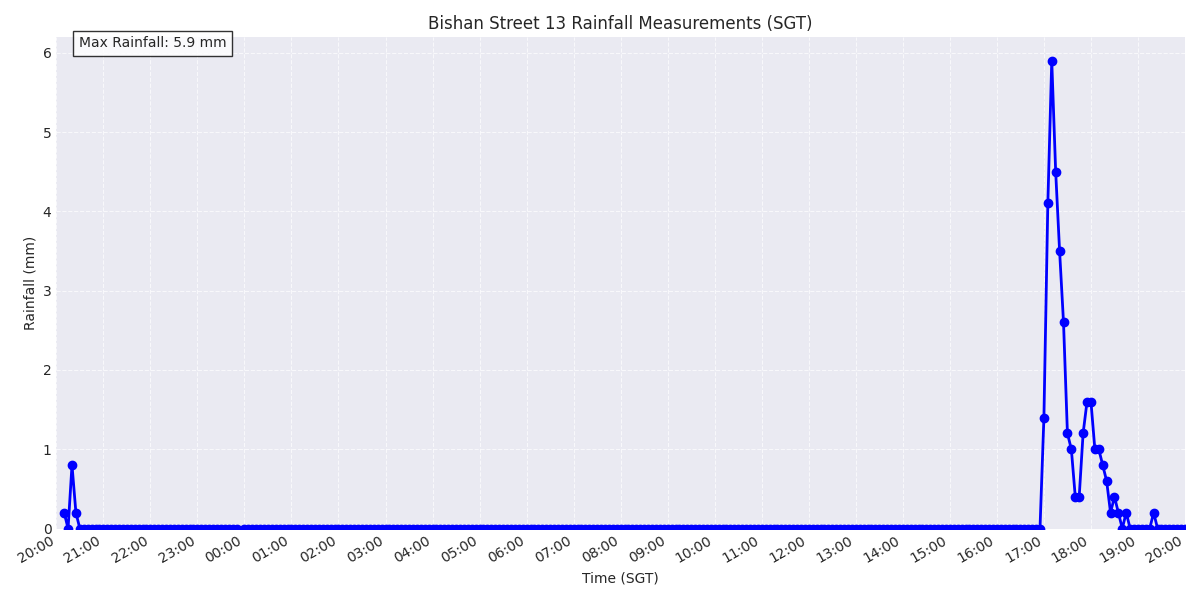 Bishan Street 13 Rainfall Measurements (SGT)
Max Rainfall: 5.9 mm
6
5
4
3
2
1
0
Rainfall (mm)
20:00 21:00 22:00 23:00 00:00 01:00 02:00 03:00 04:00 05:00 06:00 07:00 08:00 09:00 10:00 11:00 12:00 13:00 14:00 15:00 16:00 17:00 18:00 19:00 20:00
Time (SGT)